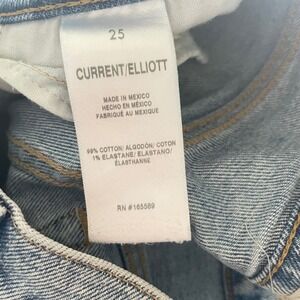 25
CURRENT/ELLIOTT
MADE IN MEXICO
HECHO EN MÉXICO
FABRIQUÉ AU MEXIQUE
99% COTTON/ ALGODÓN/ COTON
1% ELASTANE/ ELASTANO/
ÉLASTHANNE
RN #165589